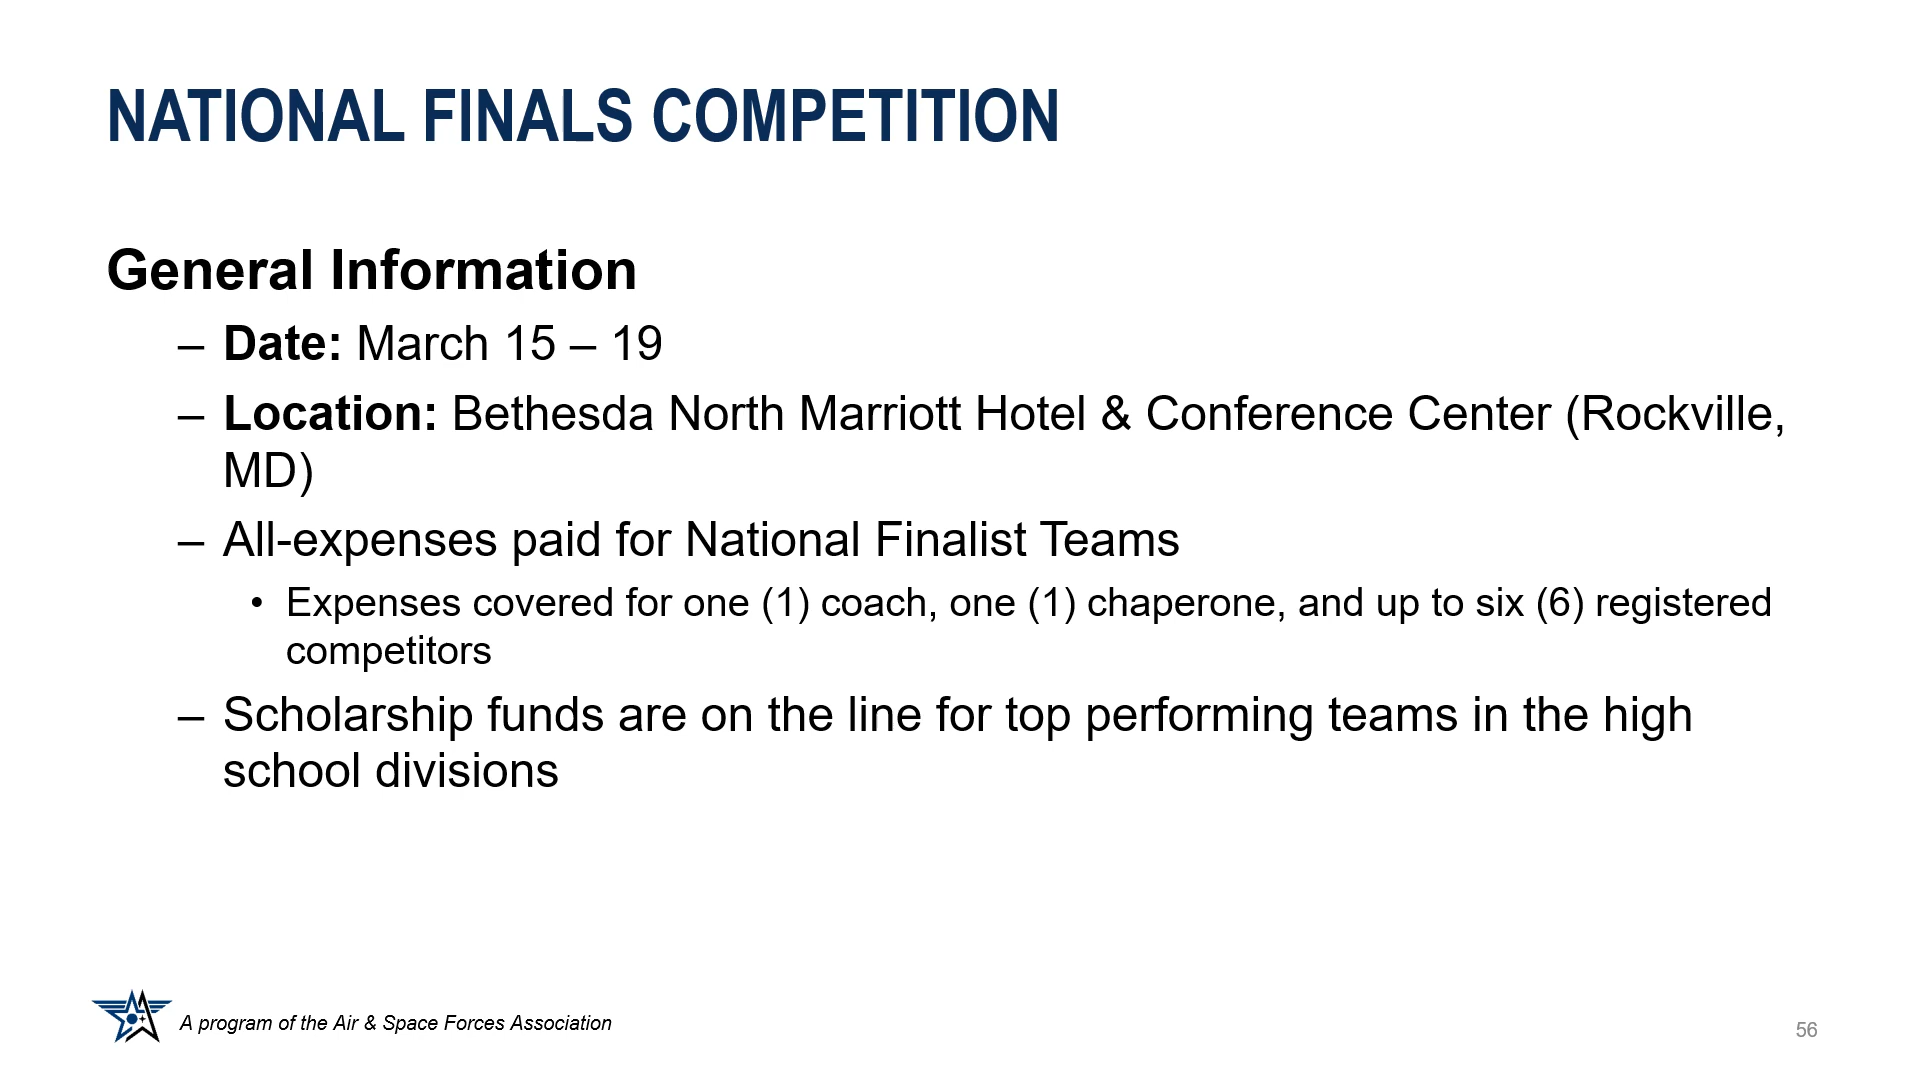 NATIONAL FINALS COMPETITION
General Information
– Date: March 15 – 19
– Location: Bethesda North Marriott Hotel & Conference Center (Rockville,
MD)
– All-expenses paid for National Finalist Teams
• Expenses covered for one (1) coach, one (1) chaperone, and up to six (6) registered
competitors
– Scholarship funds are on the line for top performing teams in the high
school divisions
A program of the Air & Space Forces Association
56